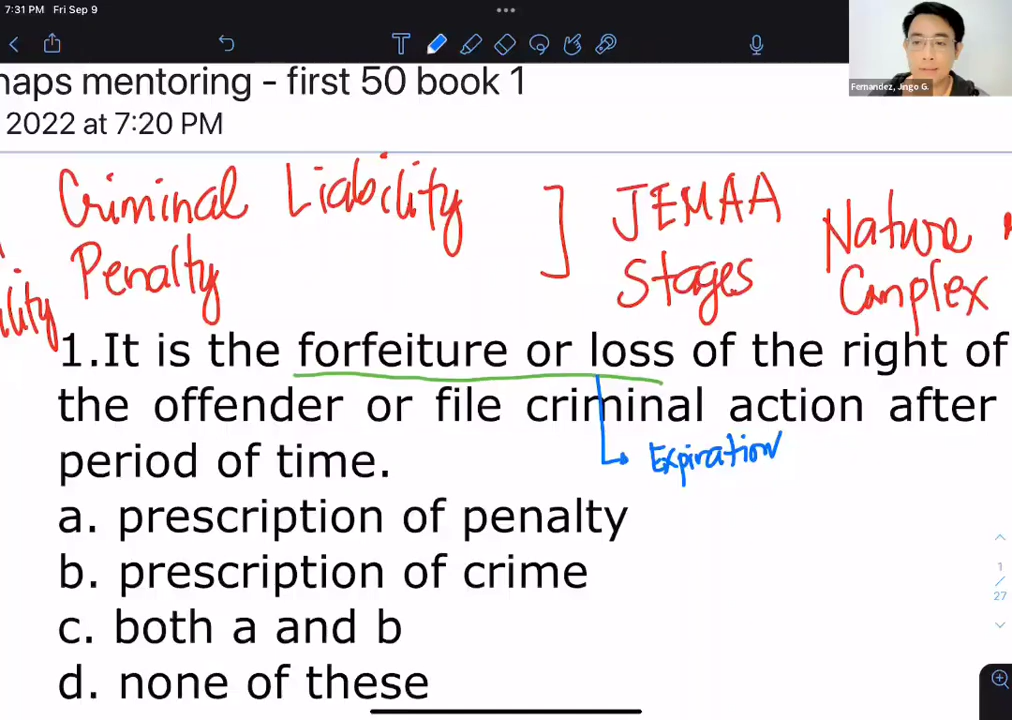 7:31 PM Fri Sep 9
Fernandez, Jingo G.
haps mentoring - first 50 book 1
2022 at 7:20 PM
Criminal Liability ] JEMAA Nature
Penalty Stages Complex
ility
1.It is the forfeiture or loss of the right of
the offender or file criminal action after
Expiration
period of time.
a. prescription of penalty
b. prescription of crime
c. both a and b
d. none of these
1
/
27